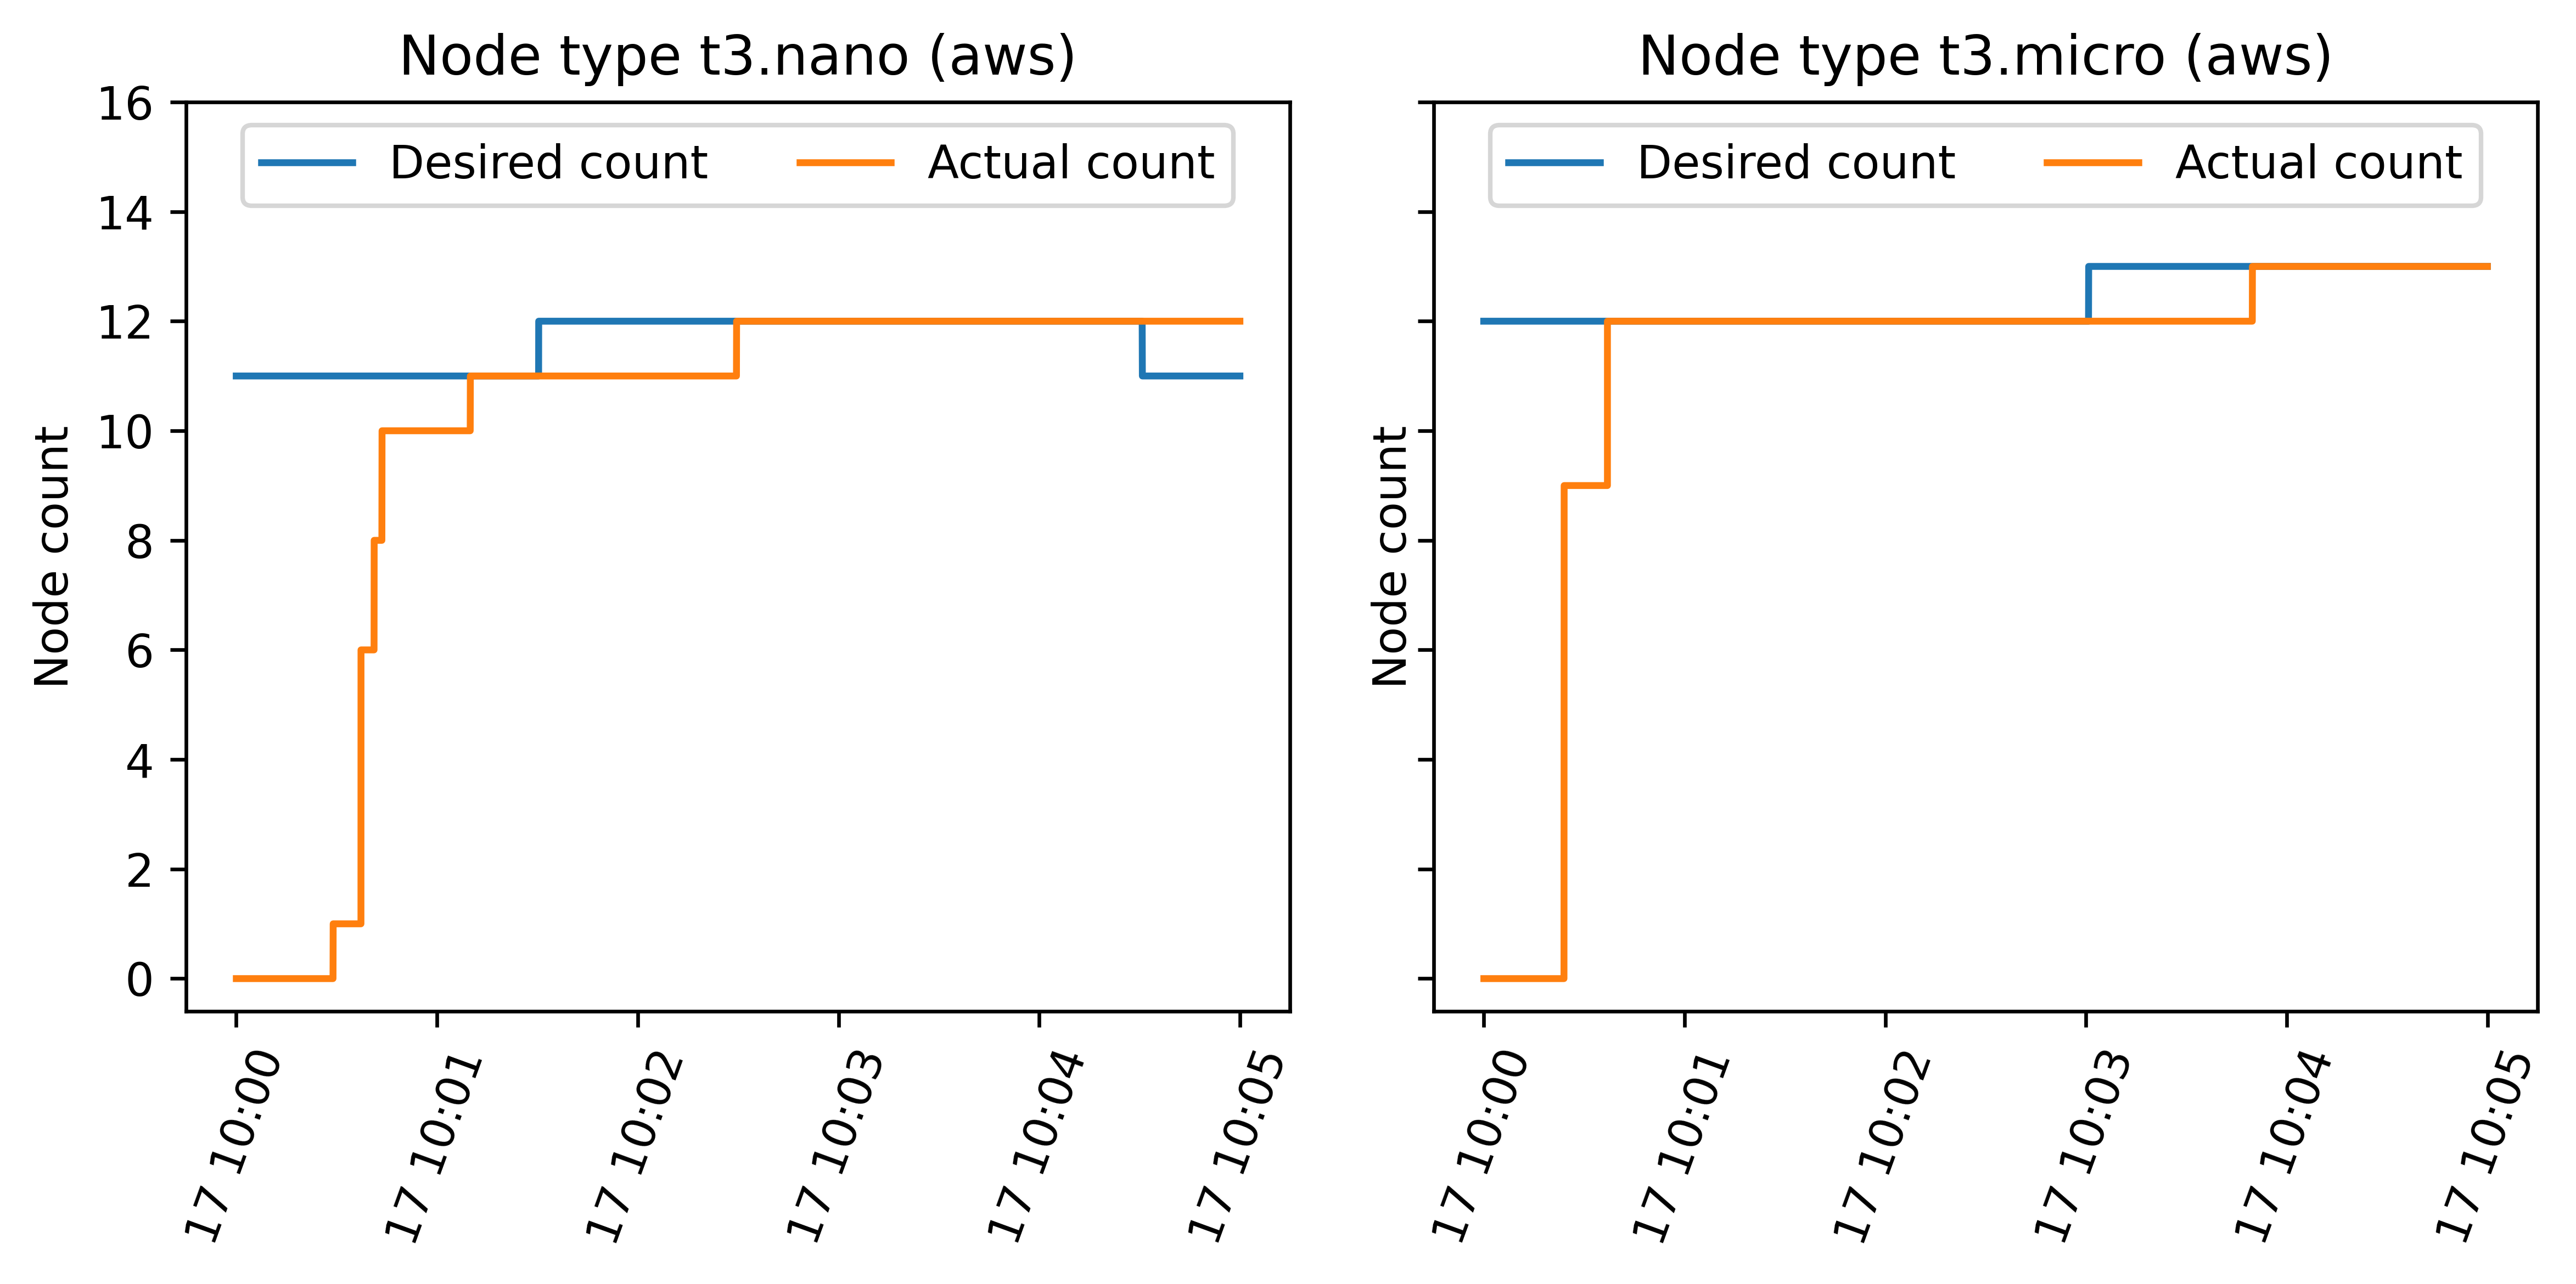 Node type t3.nano (aws)
Desired count
Actual count
Node count
16
14
12
10
8
6
4
2
0
17 10:00
17 10:01
17 10:02
17 10:03
17 10:04
17 10:05
Node type t3.micro (aws)
Desired count
Actual count
Node count
17 10:00
17 10:01
17 10:02
17 10:03
17 10:04
17 10:05